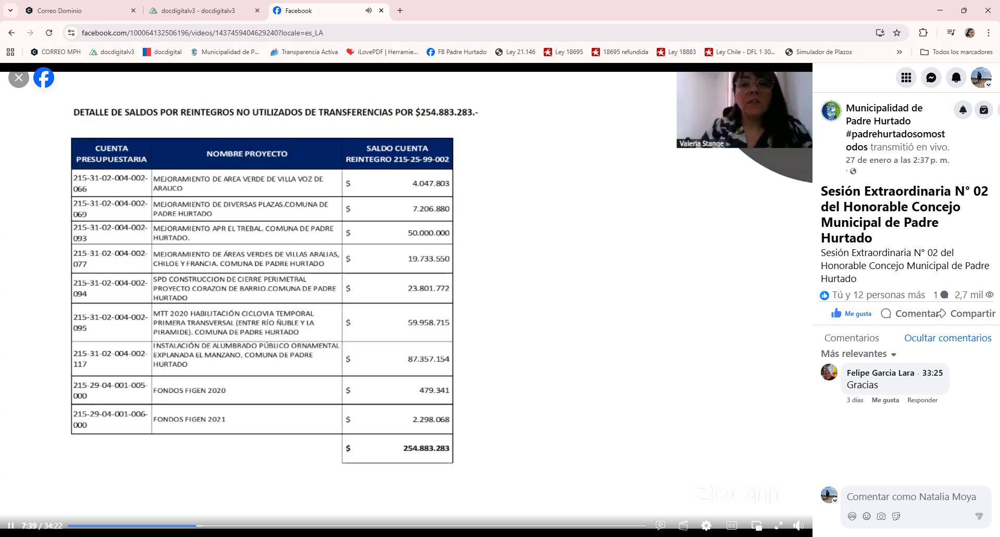 Correo Dominio
docdigitalv3 - docdigitalv3
Facebook
facebook.com/100064132506196/videos/1437459404629240?locale=es_LA
CORREO MPH
docdigitalv3
docdigital
Municipalidad de P...
Transparencia Activa
iLovePDF | Herramie...
FB Padre Hurtado
Ley 21.146
Ley 18695
18695 refundida
Ley 18883
Ley Chile - DFL 1 30...
Simulador de Plazos
Todos los marcadores
DETALLE DE SALDOS POR REINTEGROS NO UTILIZADOS DE TRANSFERENCIAS POR $254.883.283.-
CUENTA
PRESUPUESTARIA
NOMBRE PROYECTO
SALDO CUENTA
REINTEGRO 215-25-99-002
215-31-02-004-002-
066
MEJORAMIENTO DE AREA VERDE DE VILLA VOZ DE
ARAUCO
$ 4.047.803
215-31-02-004-002-
069
MEJORAMIENTO DE DIVERSAS PLAZAS.COMUNA DE
PADRE HURTADO
$ 7.206.880
215-31-02-004-002-
093
MEJORAMIENTO APR EL TREBAL. COMUNA DE PADRE
HURTADO.
$ 50.000.000
215-31-02-004-002-
077
MEJORAMIENTO DE ÁREAS VERDES DE VILLAS ARALIAS,
CHILOE Y FRANCIA. COMUNA DE PADRE HURTADO
$ 19.733.550
215-31-02-004-002-
094
SPD CONSTRUCCION DE CIERRE PERIMETRAL
PROYECTO CORAZON DE BARRIO.COMUNA DE PADRE
HURTADO
$ 23.801.772
215-31-02-004-002-
095
MTT 2020 HABILITACIÓN CICLOVIA TEMPORAL
PRIMERA TRANSVERSAL (ENTRE RÍO ÑUBLE Y LA
PIRAMIDE). COMUNA DE PADRE HURTADO
$ 59.958.715
215-31-02-004-002-
117
INSTALACIÓN DE ALUMBRADO PÚBLICO ORNAMENTAL
EXPLANADA EL MANZANO, COMUNA DE PADRE
HURTADO
$ 87.357.154
215-29-04-001-005-
000
FONDOS FIGEN 2020
$ 479.341
215-29-04-001-006-
000
FONDOS FIGEN 2021
$ 2.298.068
$ 254.883.283
Valeria Stange
zoom
7:39 / 34:22
Municipalidad de
Padre Hurtado
#padrehurtadosomost
odos transmitió en vivo.
27 de enero a las 2:37 p. m.
·
Sesión Extraordinaria N° 02
del Honorable Concejo
Municipal de Padre
Hurtado
Sesión Extraordinaria N° 02 del
Honorable Concejo Municipal de Padre
Hurtado
Tú y 12 personas más 1 2,7 mil
Me gusta Comentar Compartir
Comentarios Ocultar comentarios
Más relevantes
Felipe Garcia Lara · 33:25
Gracias
3 días Me gusta Responder
Comentar como Natalia Moya